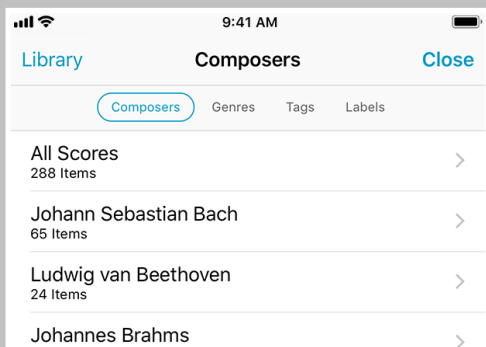 9:41 AM
Library Composers Close
Composers Genres Tags Labels
All Scores
288 Items
Johann Sebastian Bach
65 Items
Ludwig van Beethoven
24 Items
Johannes Brahms